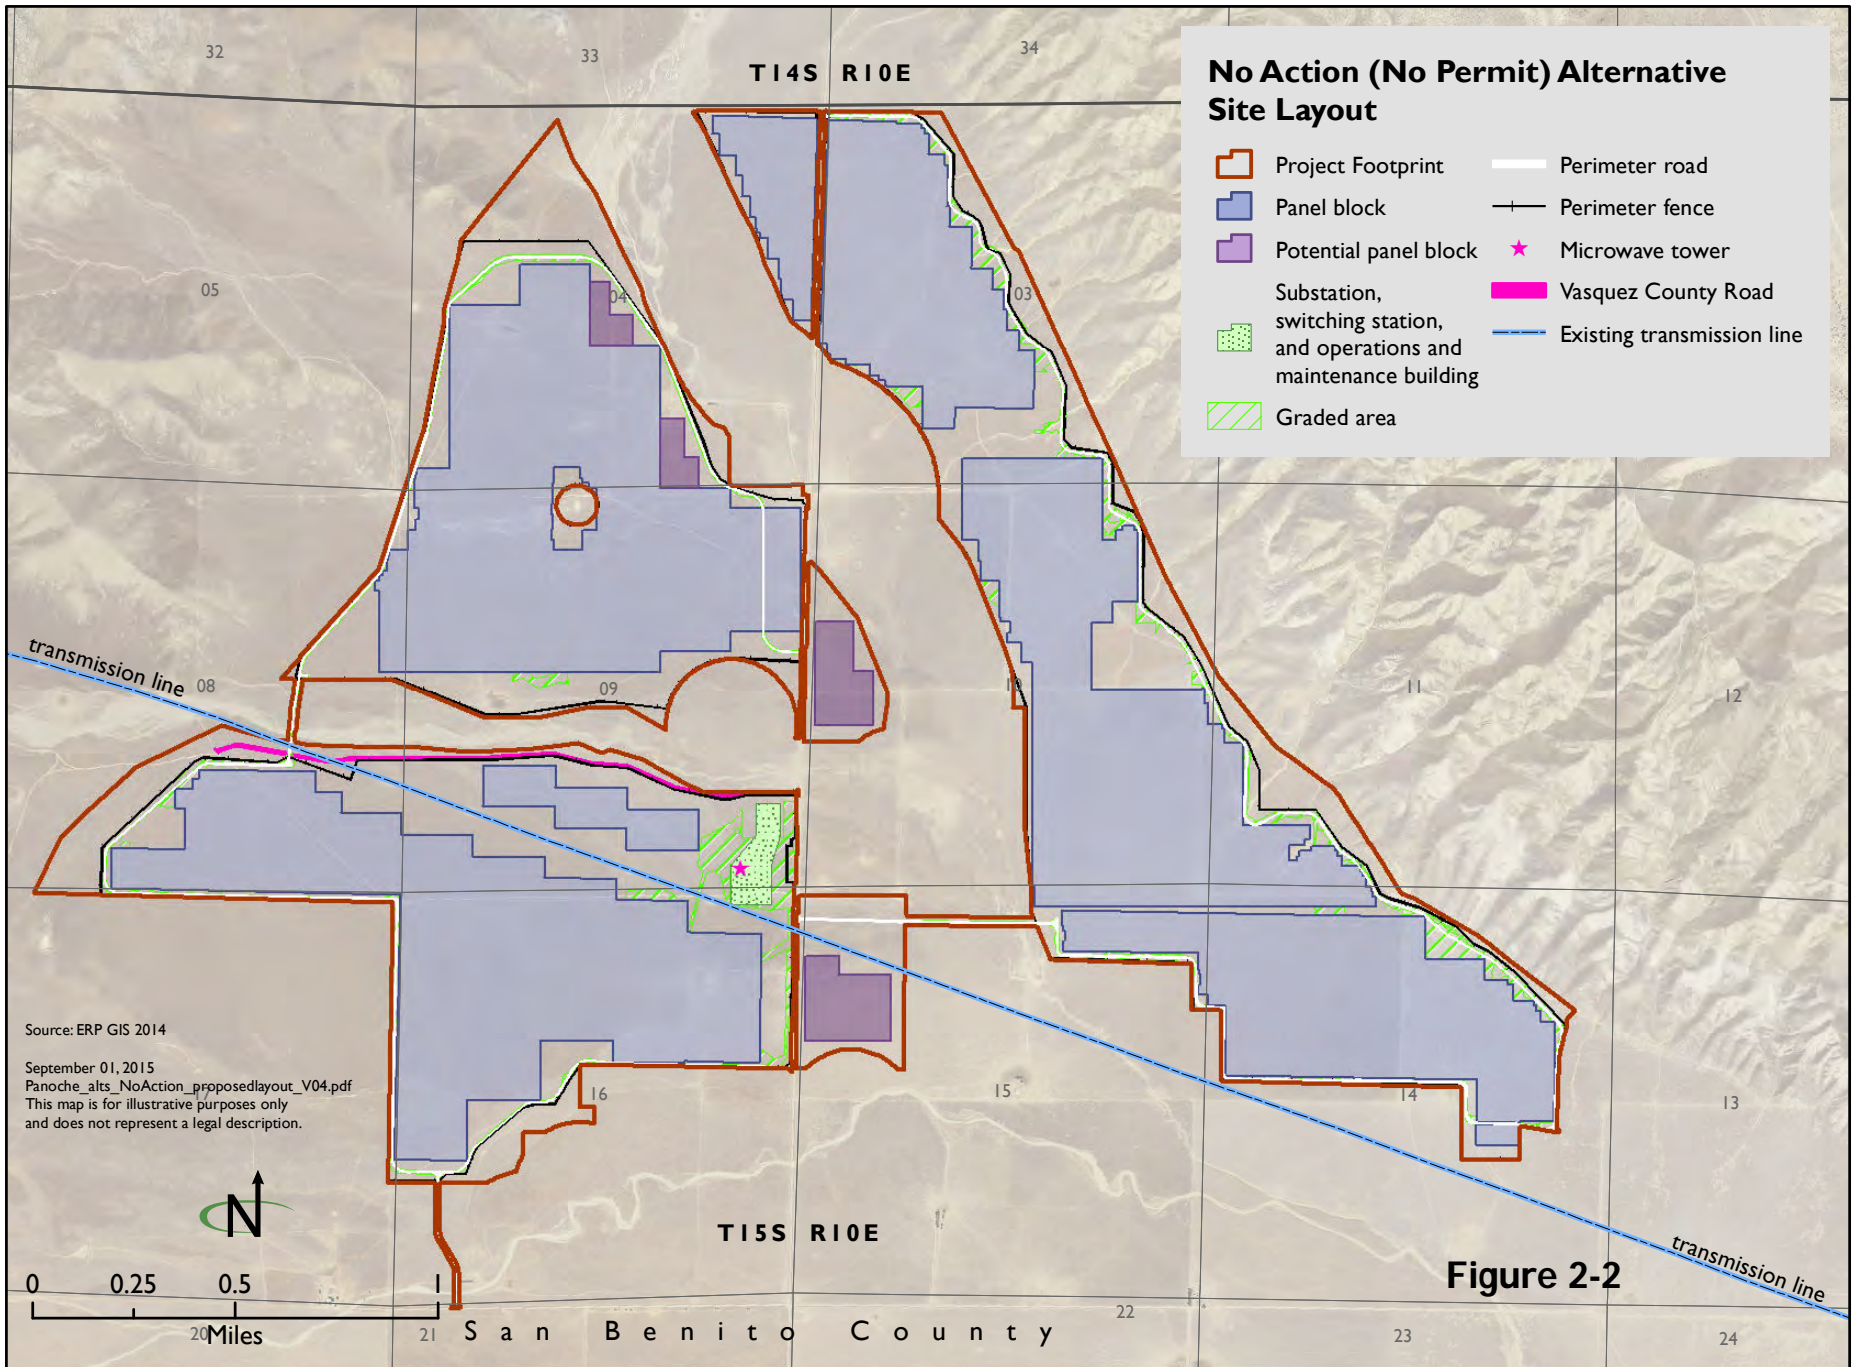 32
33
34
T14S R10E
No Action (No Permit) Alternative
Site Layout
Project Footprint
Panel block
Potential panel block
Substation,
switching station,
and operations and
maintenance building
Graded area
Perimeter road
Perimeter fence
Microwave tower
Vasquez County Road
Existing transmission line
05
04
03
transmission line
08
09
10
11
12
Source: ERP GIS 2014
September 01, 2015
Panoche_alts_NoAction_proposedlayout_V04.pdf
This map is for illustrative purposes only
and does not represent a legal description.
17
16
15
14
13
N
T15S R10E
transmission line
Figure 2-2
0 0.25 0.5 1
Miles
20
21
San Benito County
22
23
24